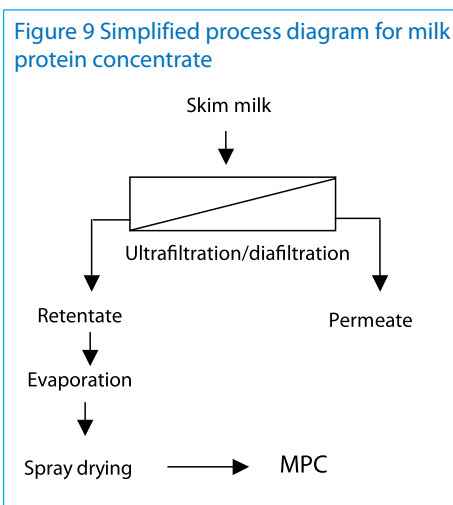 Figure 9 Simplified process diagram for milk
protein concentrate
Skim milk
Ultrafiltration/diafiltration
Retentate
Permeate
Evaporation
Spray drying
MPC